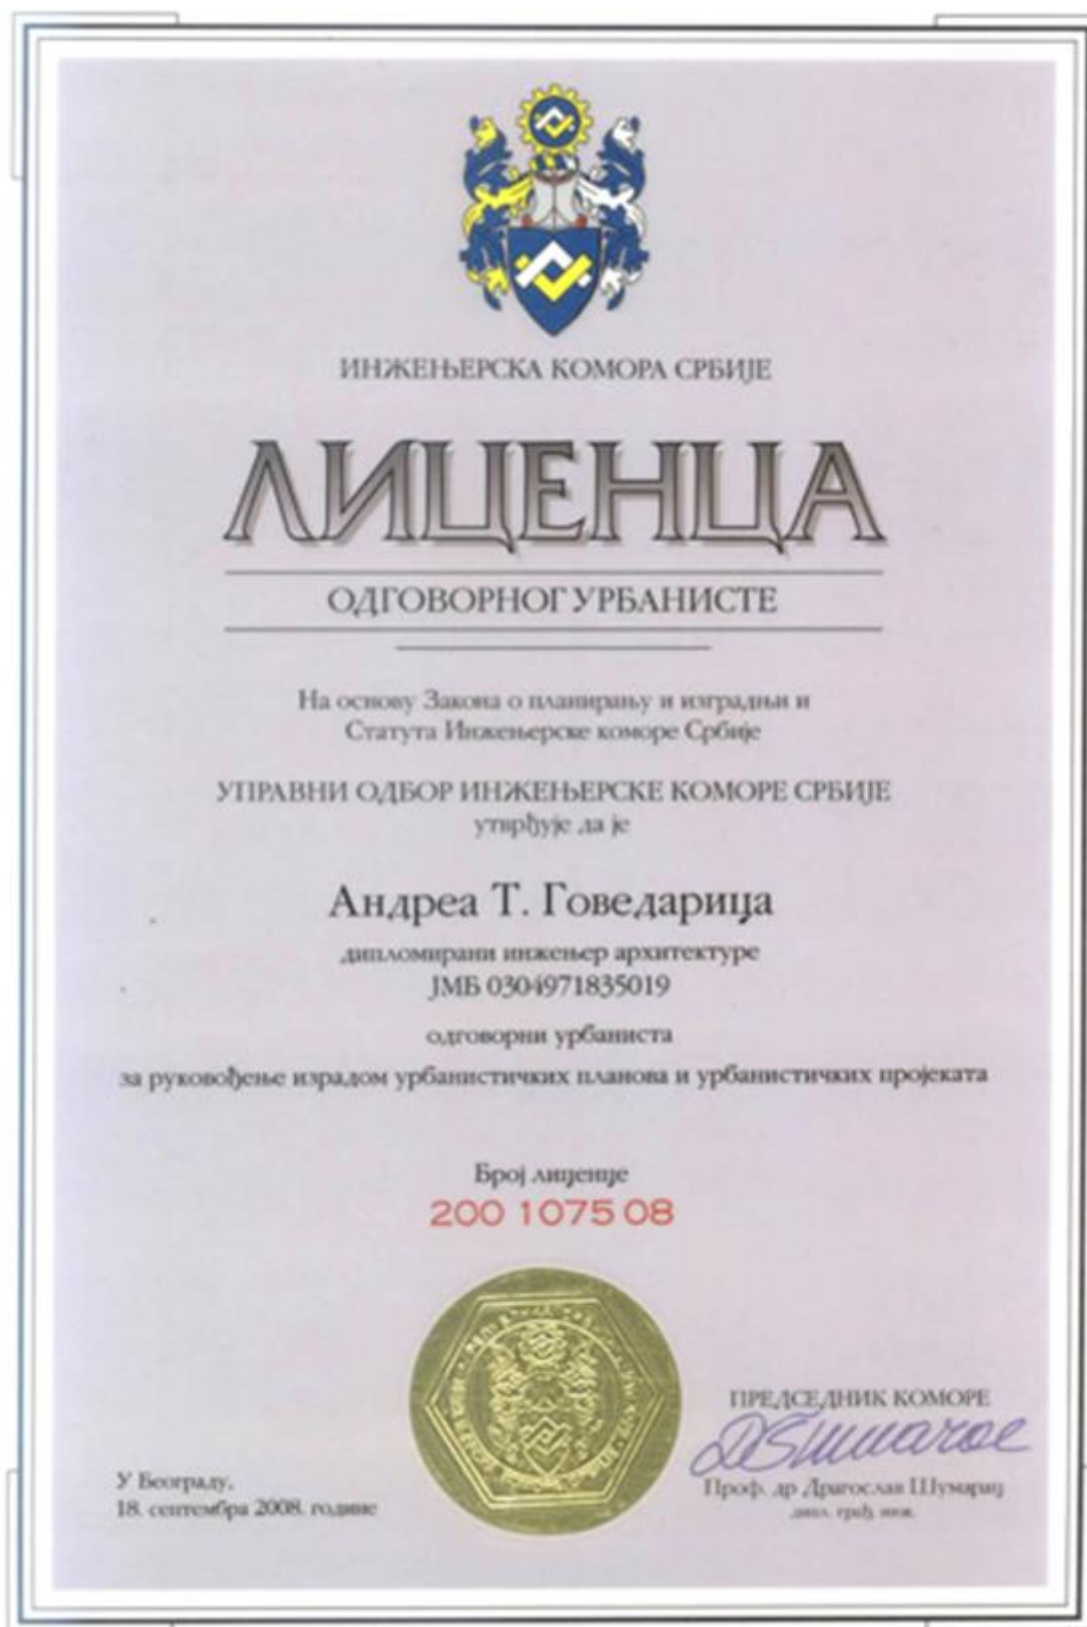 ИНЖЕЊЕРСКА КОМОРА СРБИЈЕ
ЛИЦЕНЦА
ОДГОВОРНОГ УРБАНИСТЕ
На основу Закона о планирању и изградњи и
Статута Инжењерске коморе Србије
УПРАВНИ ОДБОР ИНЖЕЊЕРСКЕ КОМОРЕ СРБИЈЕ
утврђује да је
Андреа Т. Говедарица
дипломирани инжењер архитектуре
ЈМБ 0304971835019
одговорни урбаниста
за руковођење израдом урбанистичких планова и урбанистичких пројеката
Број лиценце
200 1075 08
ПРЕДСЕДНИК КОМОРЕ
Проф. др Драгослав Шумарац
дипл. грађ. инж.
У Београду,
18. септембра 2008. године